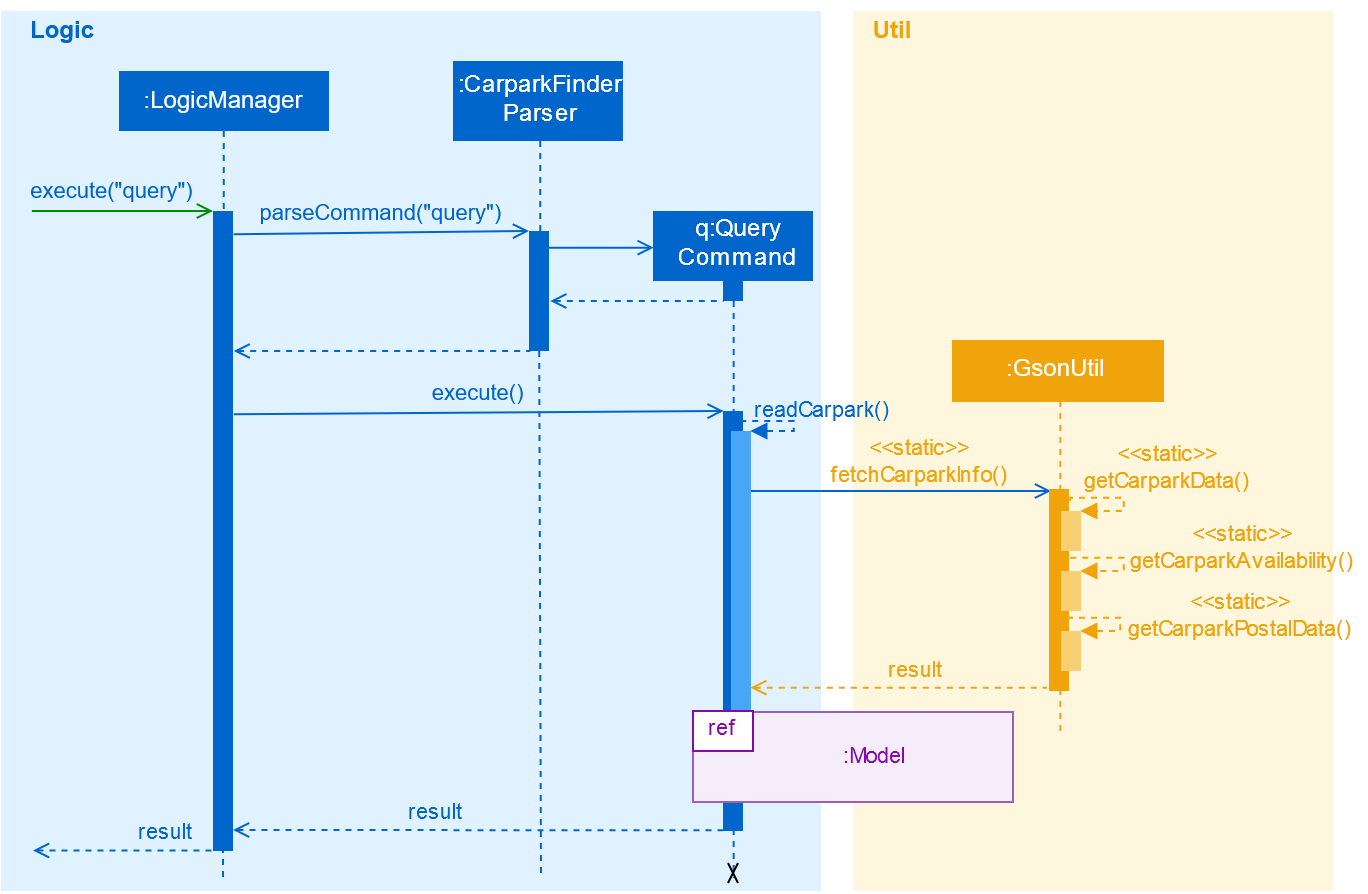 Logic
Util
:LogicManager
:CarparkFinder
Parser
execute("query")
parseCommand("query")
q:Query
Command
:GsonUtil
execute()
readCarpark()
<<static>>
fetchCarparkInfo()
<<static>>
getCarparkData()
<<static>>
getCarparkAvailability()
<<static>>
getCarparkPostalData()
result
ref
:Model
result
result